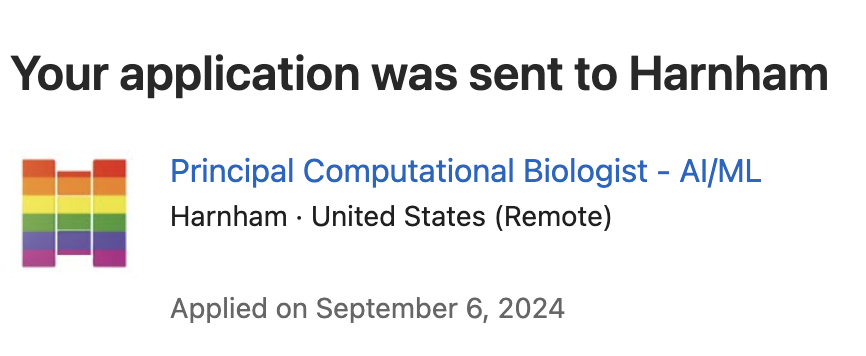 Your application was sent to Harnham
Principal Computational Biologist - AI/ML
Harnham · United States (Remote)
Applied on September 6, 2024